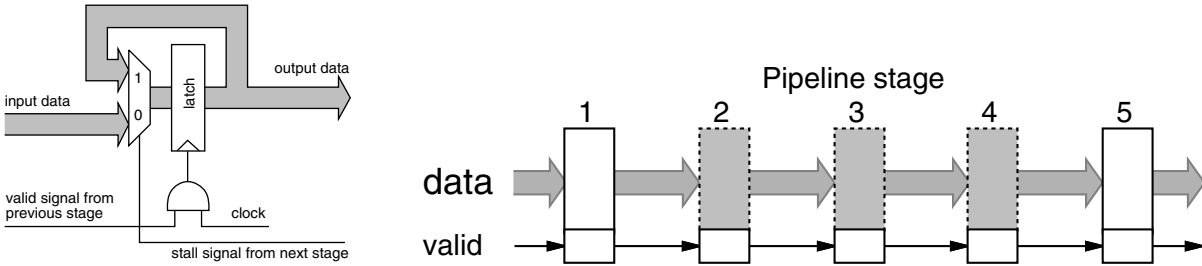 1
0
latch
output data
input data
valid signal from
previous stage
clock
stall signal from next stage
Pipeline stage
1 2 3 4 5
data
valid